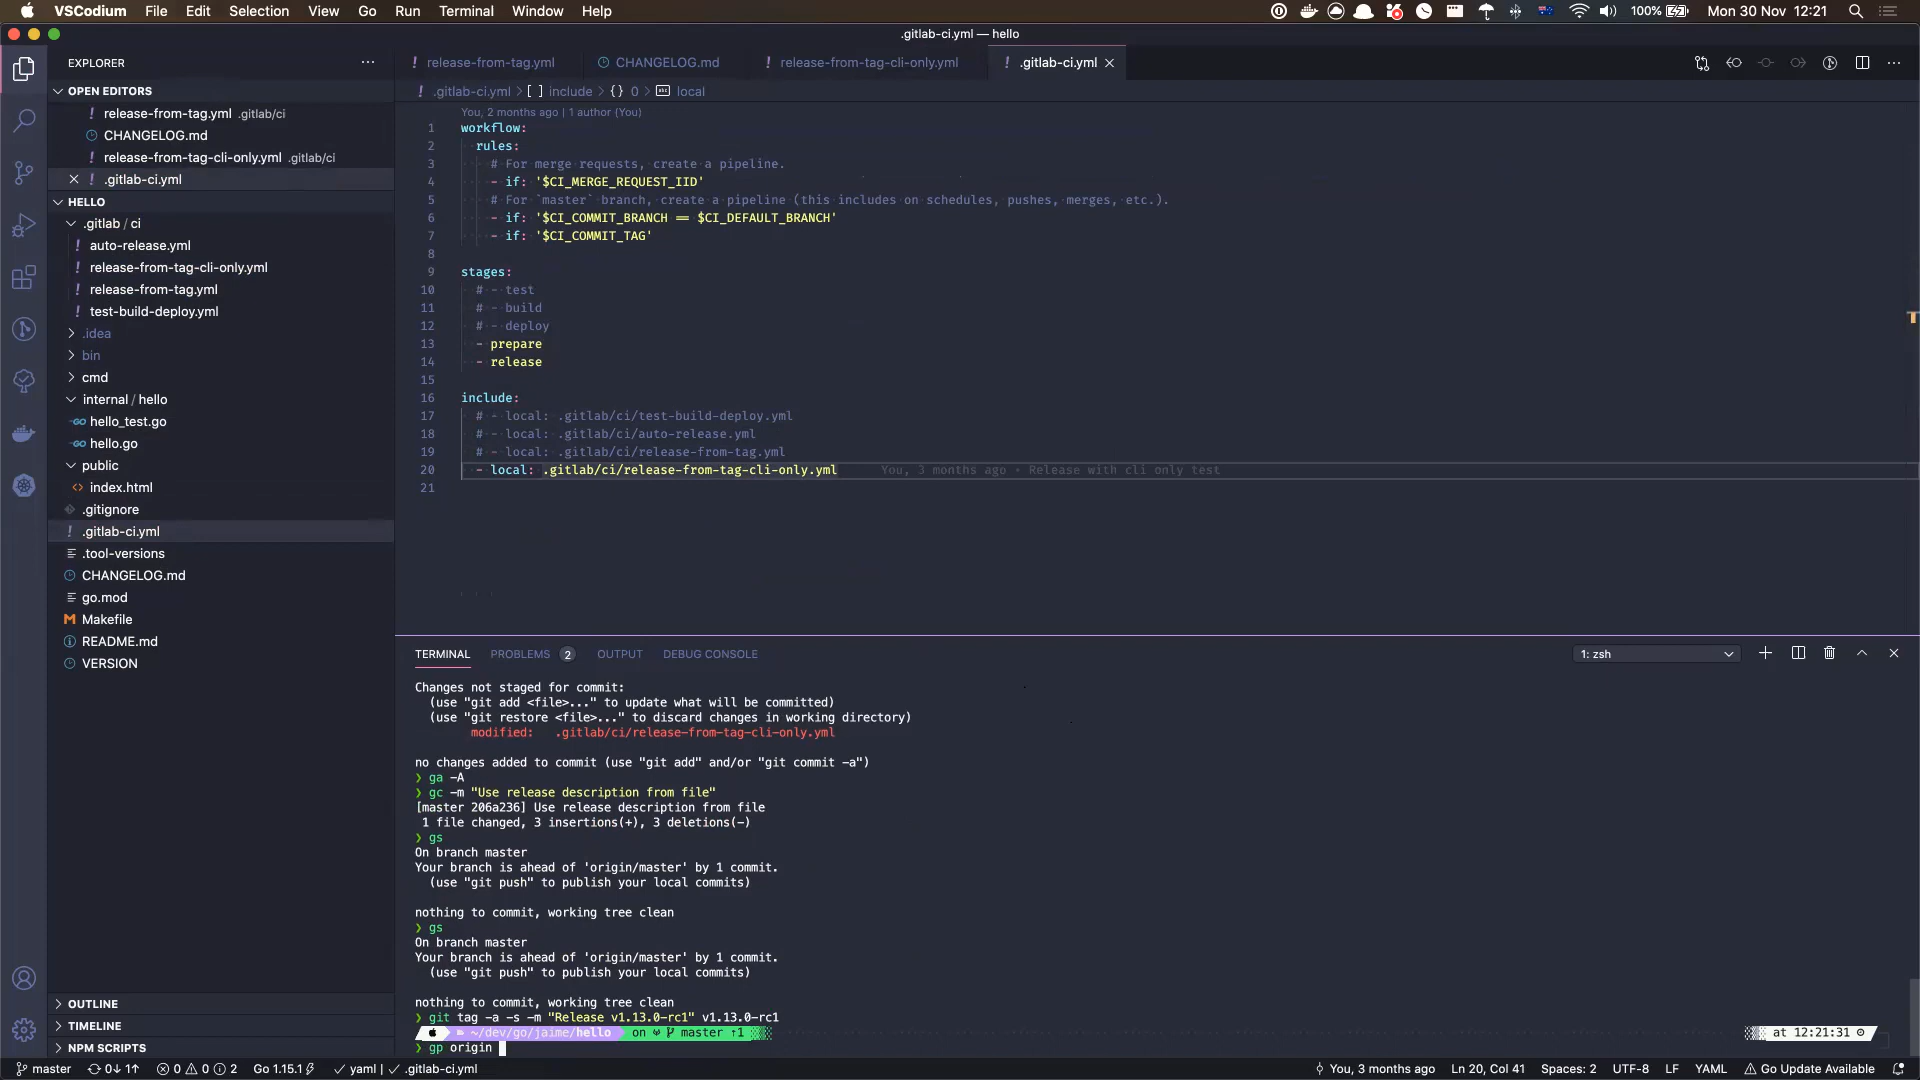 VSCodium File Edit Selection View Go Run Terminal Window Help 100% Mon 30 Nov 12:21
.gitlab-ci.yml — hello
EXPLORER
OPEN EDITORS
release-from-tag.yml .gitlab/ci
CHANGELOG.md
release-from-tag-cli-only.yml .gitlab/ci
.gitlab-ci.yml
HELLO
.gitlab / ci
auto-release.yml
release-from-tag-cli-only.yml
release-from-tag.yml
test-build-deploy.yml
.idea
bin
cmd
internal / hello
hello_test.go
hello.go
public
index.html
.gitignore
.gitlab-ci.yml
.tool-versions
CHANGELOG.md
go.mod
Makefile
README.md
VERSION
OUTLINE
TIMELINE
NPM SCRIPTS
release-from-tag.yml CHANGELOG.md release-from-tag-cli-only.yml .gitlab-ci.yml
.gitlab-ci.yml > [ ] include > {} 0 > local
You, 2 months ago | 1 author (You)
1 workflow:
2 rules:
3 # For merge requests, create a pipeline.
4 - if: '$CI_MERGE_REQUEST_IID'
5 # For `master` branch, create a pipeline (this includes on schedules, pushes, merges, etc.).
6 - if: '$CI_COMMIT_BRANCH == $CI_DEFAULT_BRANCH'
7 - if: '$CI_COMMIT_TAG'
8
9 stages:
10 # - test
11 # - build
12 # - deploy
13 - prepare
14 - release
15
16 include:
17 # - local: .gitlab/ci/test-build-deploy.yml
18 # - local: .gitlab/ci/auto-release.yml
19 # - local: .gitlab/ci/release-from-tag.yml
20 - local: .gitlab/ci/release-from-tag-cli-only.yml You, 3 months ago • Release with cli only test
21
TERMINAL PROBLEMS 2 OUTPUT DEBUG CONSOLE 1: zsh
Changes not staged for commit:
(use "git add <file>..." to update what will be committed)
(use "git restore <file>..." to discard changes in working directory)
modified: .gitlab/ci/release-from-tag-cli-only.yml
no changes added to commit (use "git add" and/or "git commit -a")
❯ ga -A
❯ gc -m "Use release description from file"
[master 206a236] Use release description from file
1 file changed, 3 insertions(+), 3 deletions(-)
❯ gs
On branch master
Your branch is ahead of 'origin/master' by 1 commit.
(use "git push" to publish your local commits)
nothing to commit, working tree clean
❯ gs
On branch master
Your branch is ahead of 'origin/master' by 1 commit.
(use "git push" to publish your local commits)
nothing to commit, working tree clean
❯ git tag -a -s -m "Release v1.13.0-rc1" v1.13.0-rc1
~/dev/go/jaime/hello on master ↑1 at 12:21:31
❯ gp origin
master 0↓ 1↑ 0 0 2 Go 1.15.1 yaml | .gitlab-ci.yml You, 3 months ago Ln 20, Col 41 Spaces: 2 UTF-8 LF YAML Go Update Available